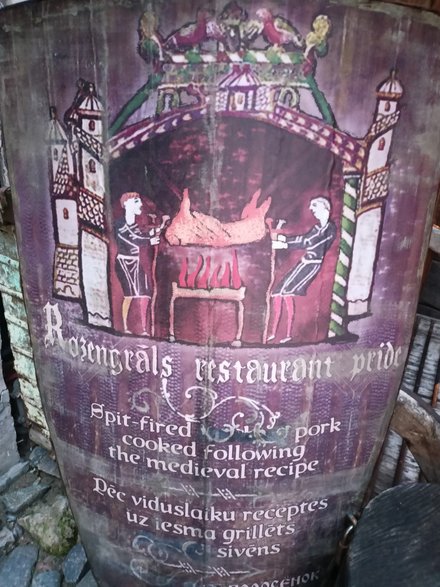 Rozengrāls restaurant pride
Spit-fired pork
cooked following
the medieval recipe
Pēc viduslaiku receptes
uz iesma grillēts
sivēns